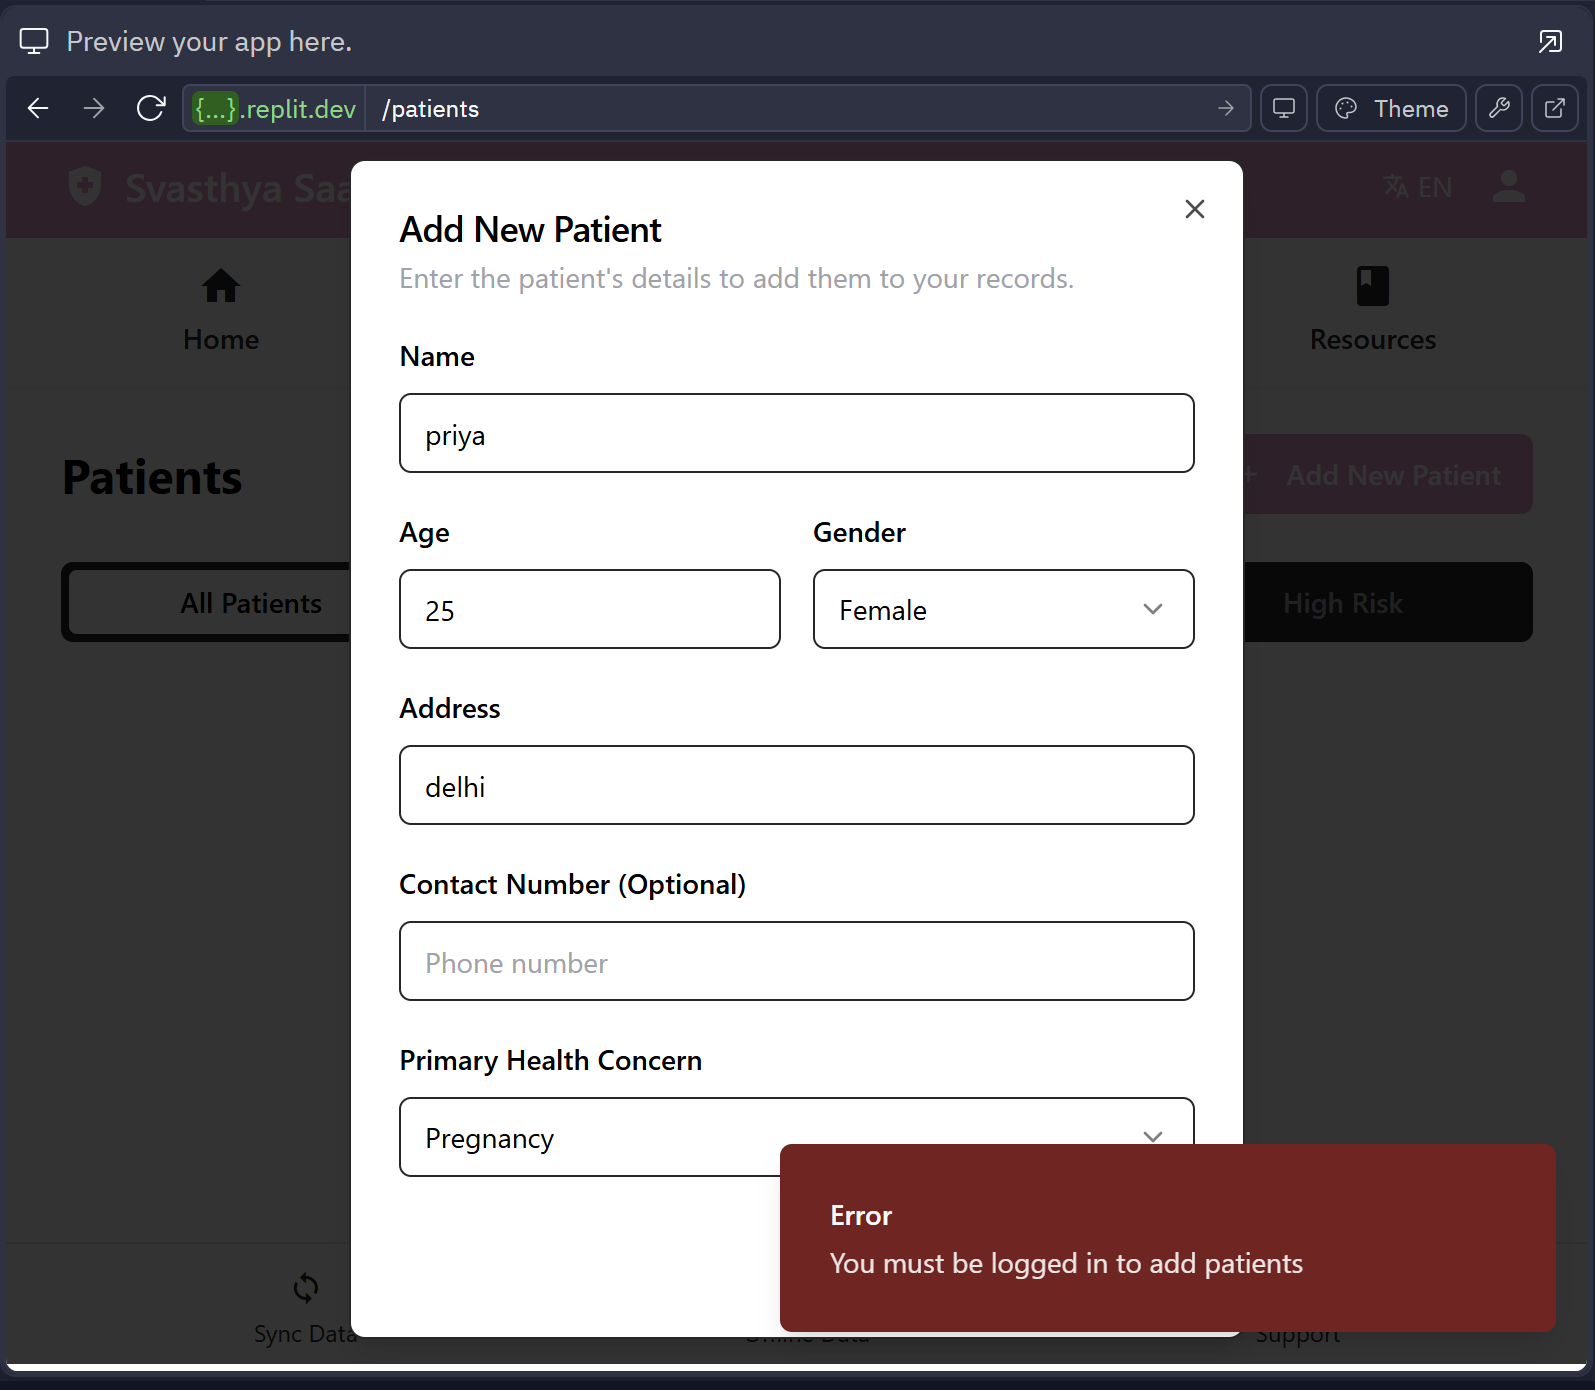 Preview your app here.
{...}.replit.dev /patients Theme
Svasthya Saa
EN
Add New Patient
Enter the patient's details to add them to your records.
Home
Resources
Name
priya
Patients
+ Add New Patient
Age
Gender
25
Female
All Patients
High Risk
Address
delhi
Contact Number (Optional)
Phone number
Primary Health Concern
Pregnancy
Error
You must be logged in to add patients
Sync Data
Support